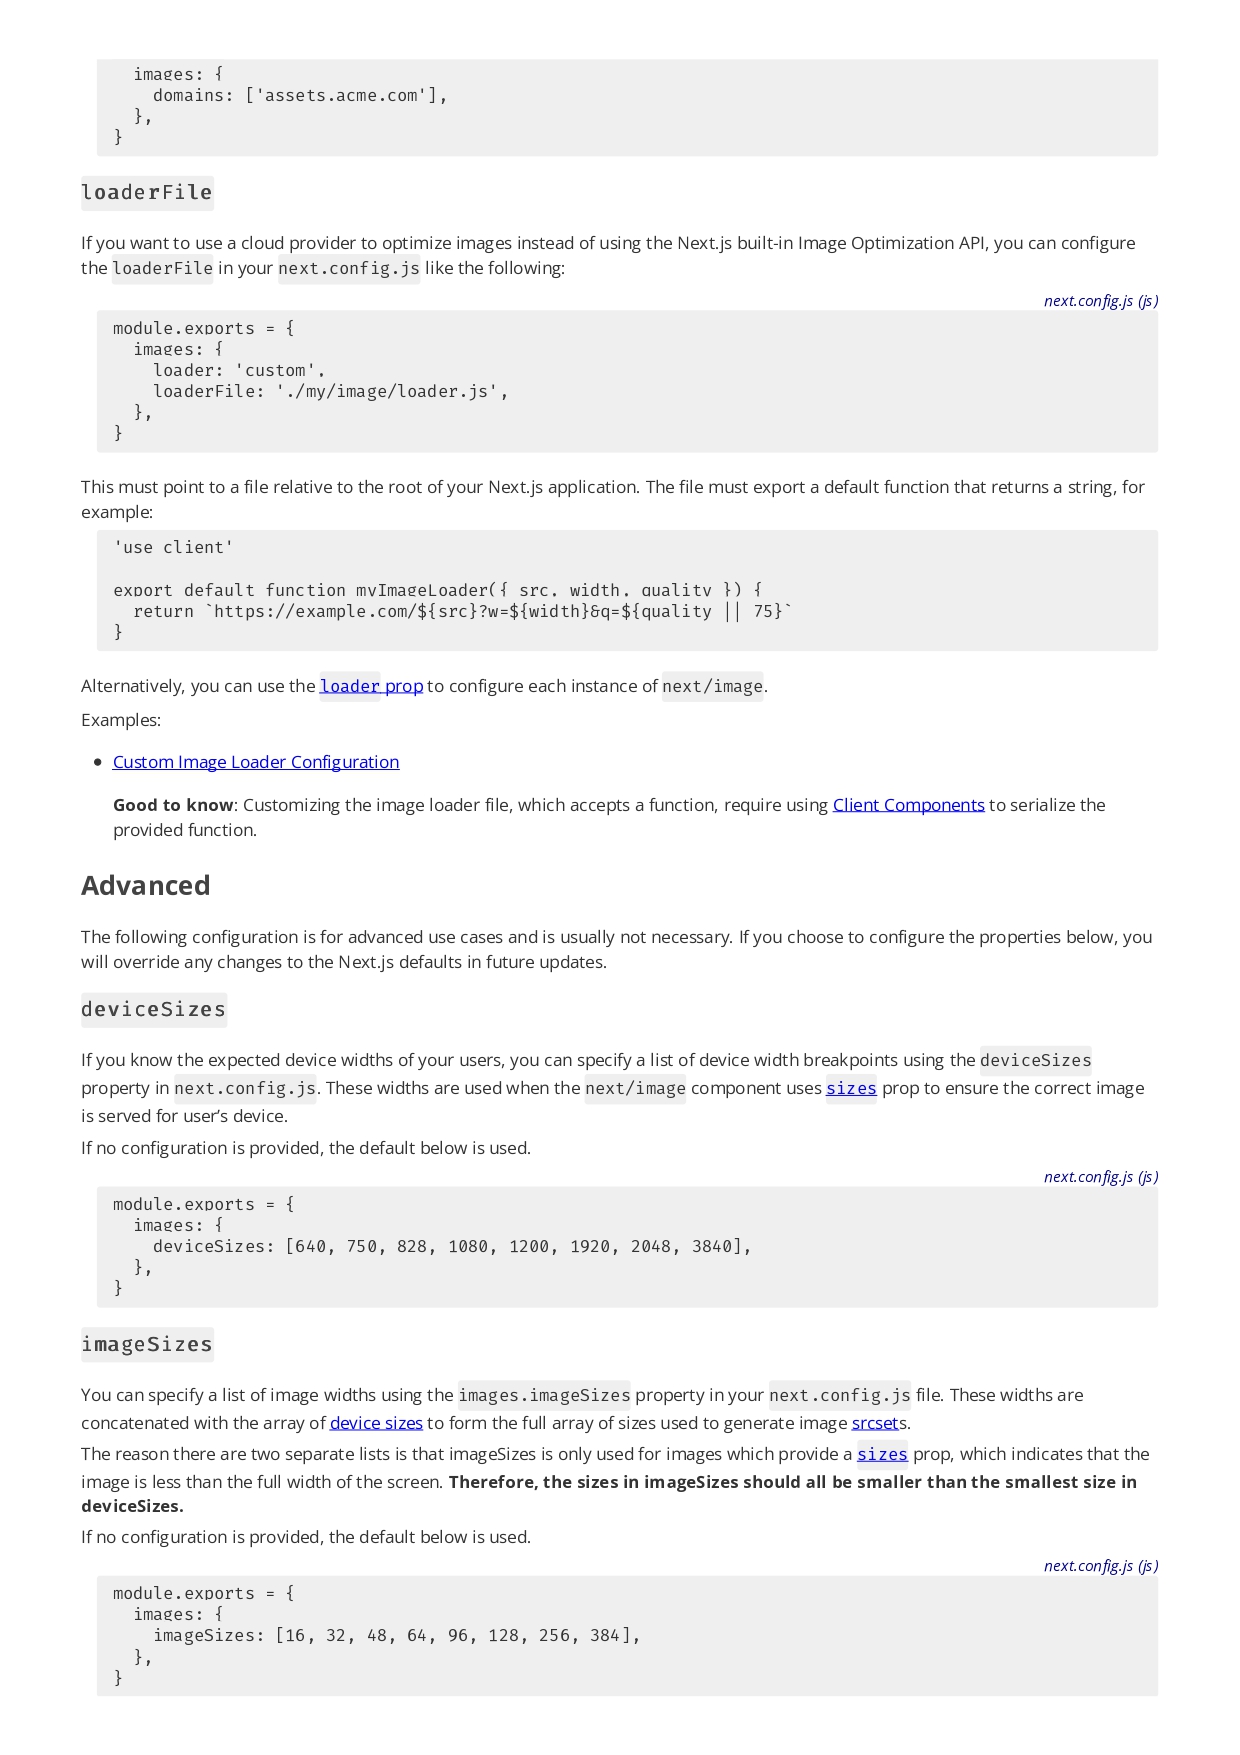 images: {
    domains: ['assets.acme.com'],
  },
}
loaderFile
If you want to use a cloud provider to optimize images instead of using the Next.js built-in Image Optimization API, you can configure
the loaderFile in your next.config.js like the following:
next.config.js (js)
module.exports = {
  images: {
    loader: 'custom',
    loaderFile: './my/image/loader.js',
  },
}
This must point to a file relative to the root of your Next.js application. The file must export a default function that returns a string, for
example:
'use client'
export default function myImageLoader({ src, width, quality }) {
  return `https://example.com/${src}?w=${width}&q=${quality || 75}`
}
Alternatively, you can use the loader prop to configure each instance of next/image.
Examples:
• Custom Image Loader Configuration
Good to know: Customizing the image loader file, which accepts a function, require using Client Components to serialize the
provided function.
Advanced
The following configuration is for advanced use cases and is usually not necessary. If you choose to configure the properties below, you
will override any changes to the Next.js defaults in future updates.
deviceSizes
If you know the expected device widths of your users, you can specify a list of device width breakpoints using the deviceSizes
property in next.config.js. These widths are used when the next/image component uses sizes prop to ensure the correct image
is served for user’s device.
If no configuration is provided, the default below is used.
next.config.js (js)
module.exports = {
  images: {
    deviceSizes: [640, 750, 828, 1080, 1200, 1920, 2048, 3840],
  },
}
imageSizes
You can specify a list of image widths using the images.imageSizes property in your next.config.js file. These widths are
concatenated with the array of device sizes to form the full array of sizes used to generate image srcsets.
The reason there are two separate lists is that imageSizes is only used for images which provide a sizes prop, which indicates that the
image is less than the full width of the screen. Therefore, the sizes in imageSizes should all be smaller than the smallest size in
deviceSizes.
If no configuration is provided, the default below is used.
next.config.js (js)
module.exports = {
  images: {
    imageSizes: [16, 32, 48, 64, 96, 128, 256, 384],
  },
}